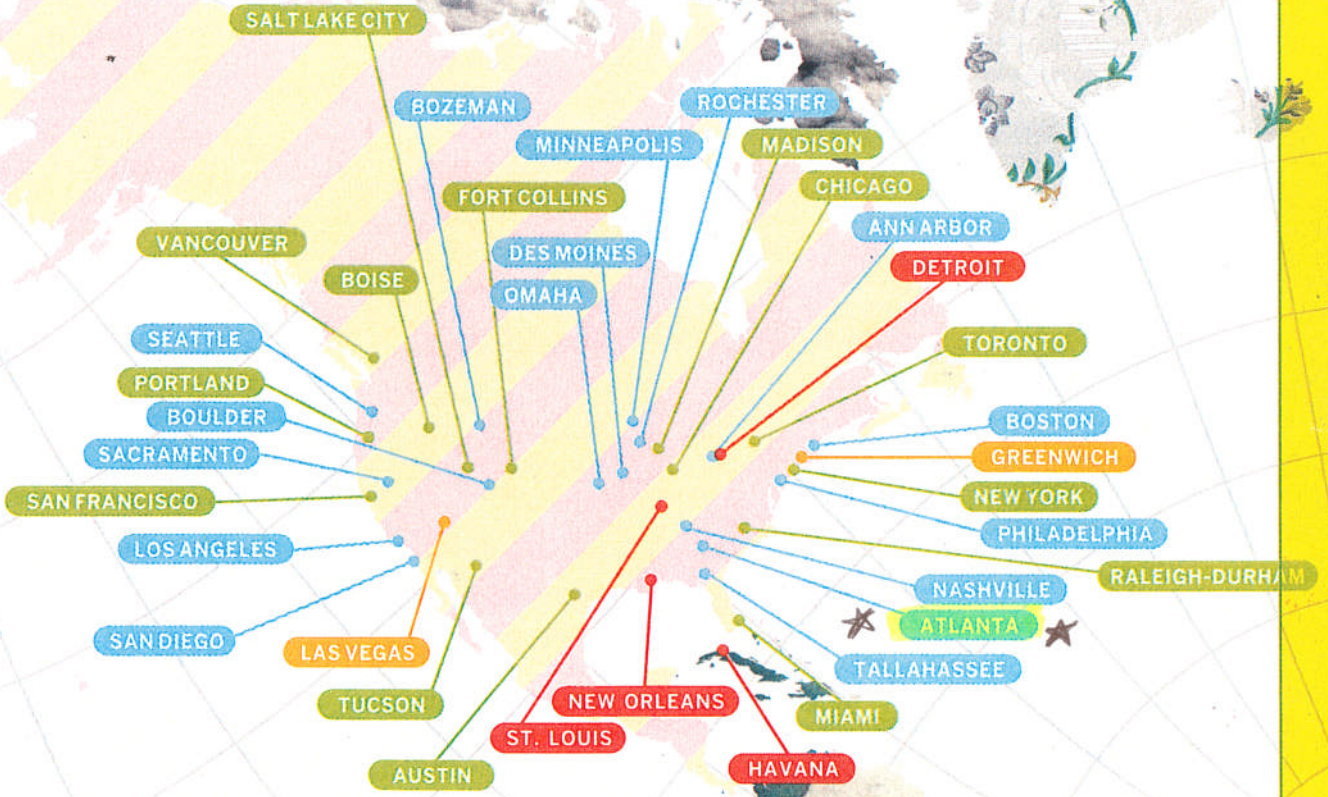 SALT LAKE CITY
BOZEMAN
ROCHESTER
MINNEAPOLIS
MADISON
FORT COLLINS
CHICAGO
VANCOUVER
DES MOINES
ANN ARBOR
BOISE
DETROIT
OMAHA
SEATTLE
TORONTO
PORTLAND
BOULDER
BOSTON
SACRAMENTO
GREENWICH
SAN FRANCISCO
NEW YORK
PHILADELPHIA
LOS ANGELES
RALEIGH-DURHAM
NASHVILLE
ATLANTA
SAN DIEGO
LAS VEGAS
TALLAHASSEE
TUCSON
NEW ORLEANS
MIAMI
ST. LOUIS
AUSTIN
HAVANA